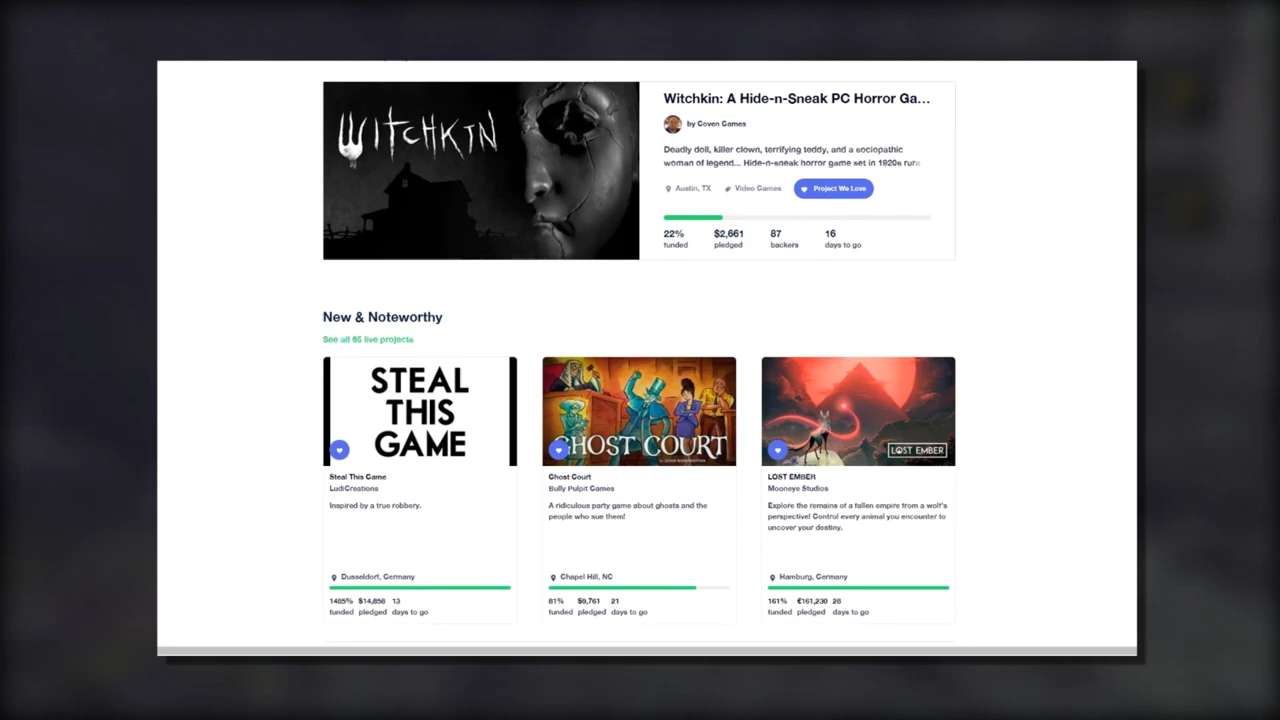 WITCHKIN
Witchkin: A Hide-n-Sneak PC Horror Ga...
by Coven Games
Deadly doll, killer clown, terrifying teddy, and a sociopathic
woman of legend... Hide-n-sneak horror game set in 1920s rura
Austin, TX Video Games Project We Love
22% $2,661 87 16
funded pledged backers days to go
New & Noteworthy
See all 65 live projects
STEAL
THIS
GAME
GHOST COURT
LOST EMBER
Steal This Game
LudiCreations
Inspired by a true robbery.
Dusseldorf, Germany
1485% $14,858 13
funded pledged days to go
Ghost Court
Bully Pulpit Games
A ridiculous party game about ghosts and the
people who sue them!
Chapel Hill, NC
81% $9,761 21
funded pledged days to go
LOST EMBER
Mooneye Studios
Explore the remains of a fallen empire from a wolf's
perspective! Control every animal you encounter to
uncover your destiny.
Hamburg, Germany
161% €161,230 28
funded pledged days to go